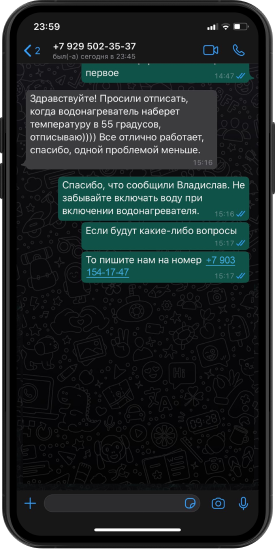 23:59
2
+7 929 502-35-37
был(-а) сегодня в 23:45
первое
14:47
Здравствуйте! Просили отписать,
когда водонагреватель наберет
температуру в 55 градусов,
отписываю)))) Все отлично работает,
спасибо, одной проблемой меньше.
15:16
Спасибо, что сообщили Владислав. Не
забывайте включать воду при
включении водонагревателя.
15:16
Если будут какие-либо вопросы
15:17
То пишите нам на номер +7 903
154-17-47
15:17